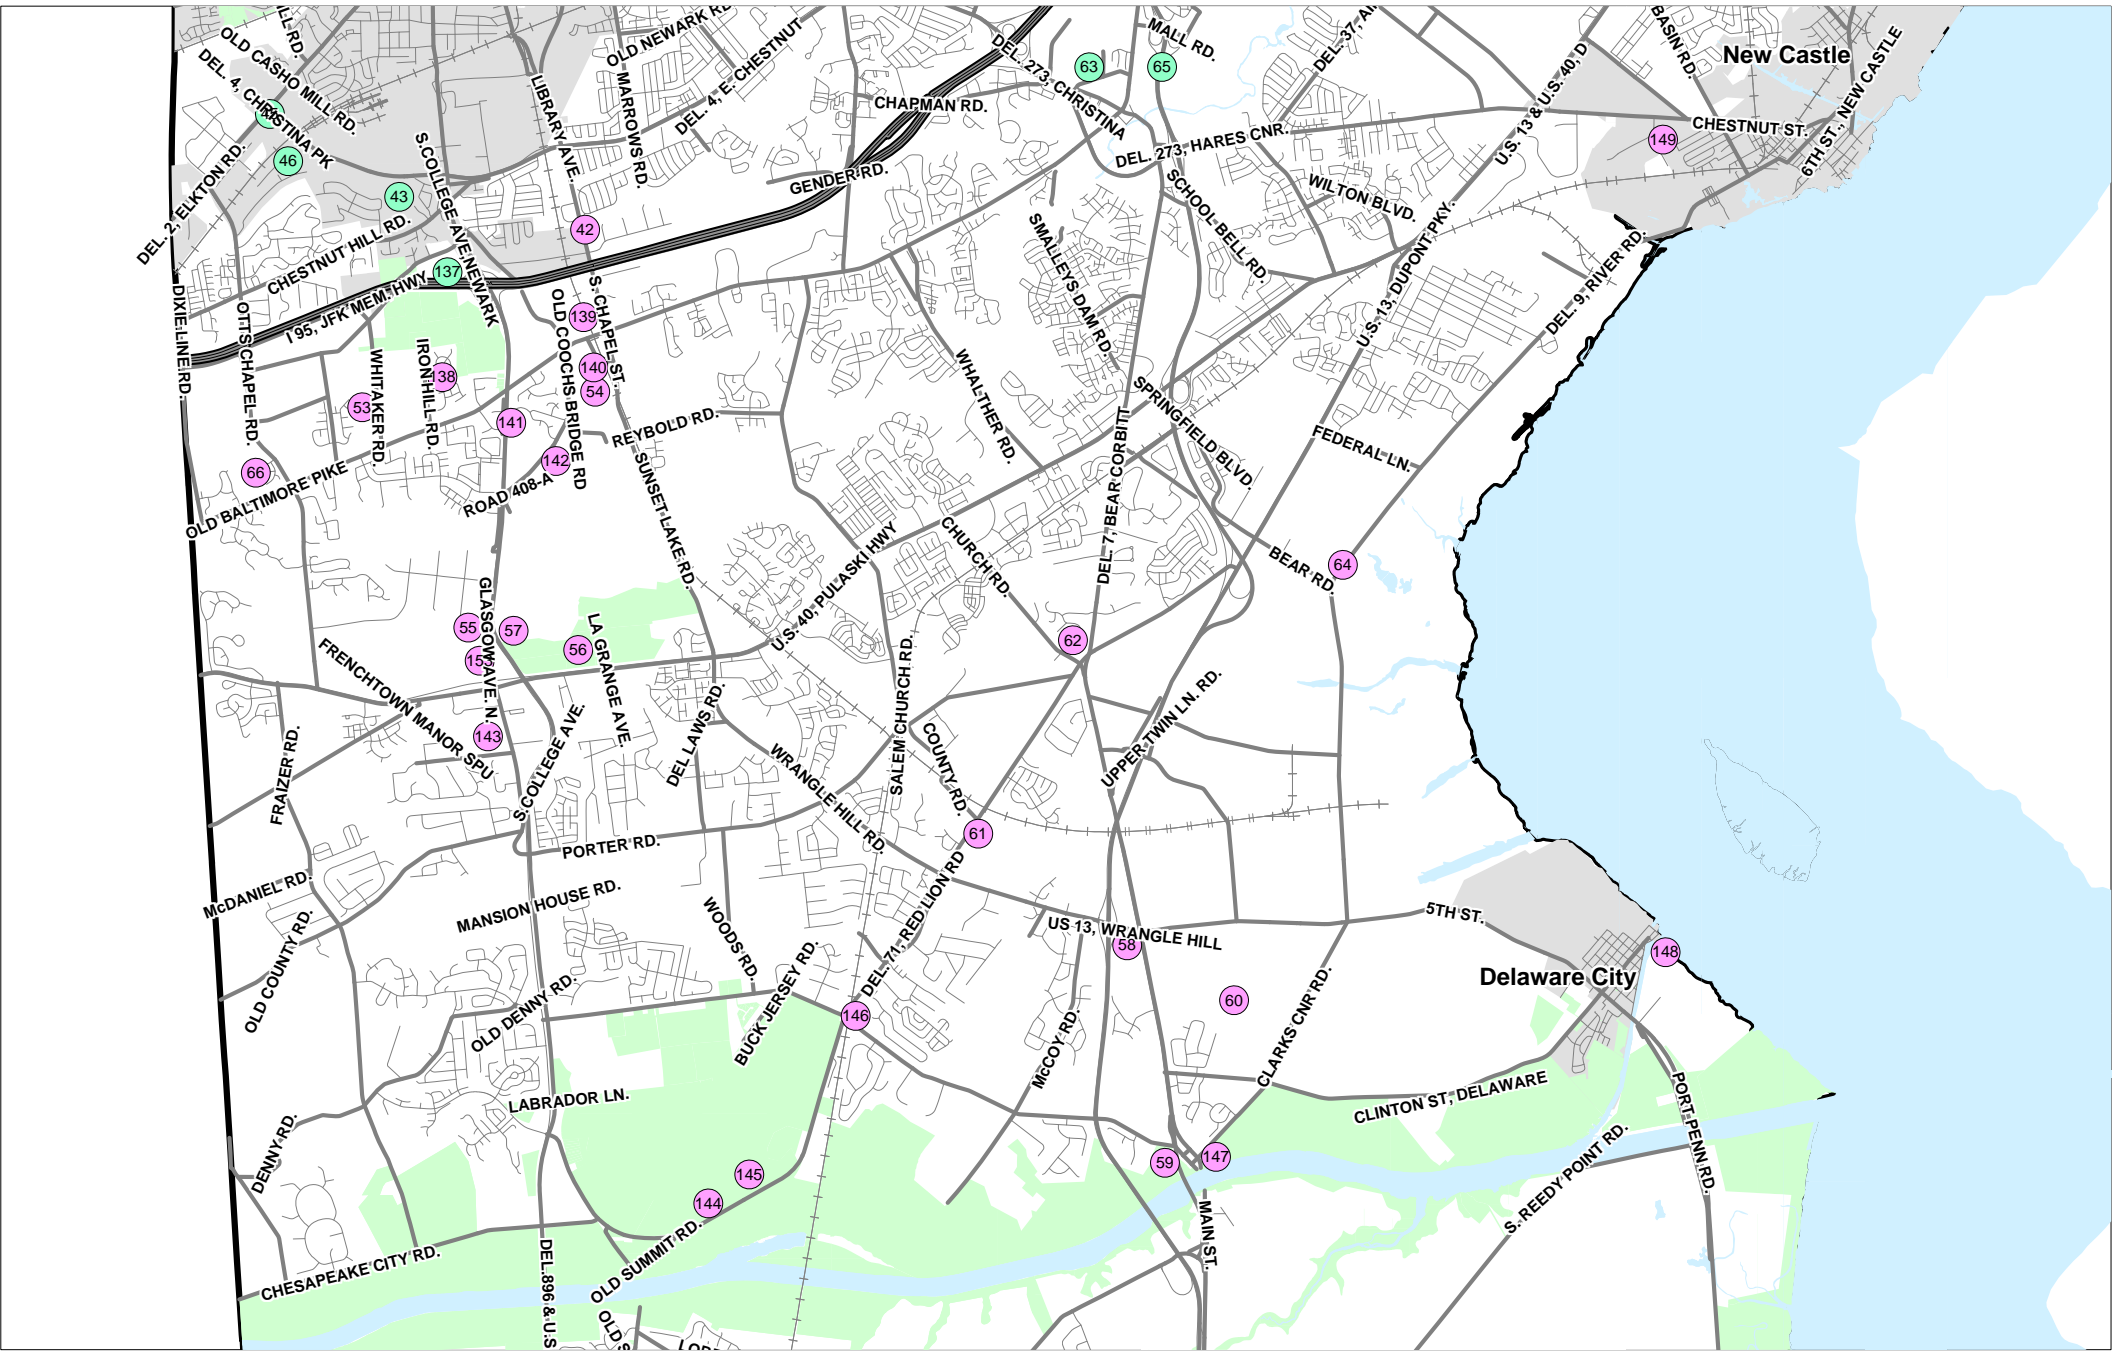 ILL RD.
OLD CASHO MILL RD.
DEL. 4, CHRISTINA PK
DEL. 2, ELKTON RD.
46
43
CHESTNUT HILL RD.
137
I 95, JFK MEM. HWY
S.COLLEGE AVE.NEWARK
LIBRARY AVE.
OLD NEWARK RD.
MARROWS RD.
DEL. 4, E. CHESTNUT
42
GENDER RD.
CHAPMAN RD.
DEL. 273, CHRISTINA
63
65
MALL RD.
DEL. 37, AI
DEL. 273, HARES CNR.
SCHOOL BELL RD.
WILTON BLVD.
U.S. 13 & U.S. 40, D
BASIN RD.
New Castle
CHESTNUT ST.
149
6TH ST., NEW CASTLE
DIXIE LINE RD.
OTTS CHAPEL RD.
WHITAKER RD.
IRON HILL RD.
138
53
66
OLD BALTIMORE PIKE
139
140
54
S. CHAPEL ST.
OLD COOCHS BRIDGE RD
141
142
ROAD 408-A
REYBOLD RD.
SUNSET LAKE RD.
SMALLEYS DAM RD.
WHALTHER RD.
SPRINGFIELD BLVD.
U.S. 13, DUPONT PKY.
DEL. 9, RIVER RD.
FEDERAL LN.
DEL. 7, BEAR CORBITT
CHURCH RD.
U.S. 40, PULASKI HWY
BEAR RD.
64
62
55
57
56
153
GLASGOW AVE. N.
143
LA GRANGE AVE.
FRENCHTOWN MANOR SPU
FRAIZER RD.
S.COLLEGE AVE.
DEL LAWS RD.
WRANGLE HILL RD.
SALEM CHURCH RD.
COUNTY RD.
UPPER TWIN LN. RD.
61
PORTER RD.
McDANIEL RD.
MANSION HOUSE RD.
OLD COUNTY RD.
WOODS RD.
BUCK JERSEY RD.
DEL. 71, RED LION RD
US 13, WRANGLE HILL
58
5TH ST.
Delaware City
148
60
146
OLD DENNY RD.
McCOY RD.
CLARKS CNR RD.
LABRADOR LN.
CLINTON ST, DELAWARE
PORT PENN RD.
S. REEDY POINT RD.
DENNY RD.
59
147
145
144
MAIN ST.
CHESAPEAKE CITY RD.
OLD SUMMIT RD.
DEL.896 & U.S
OLD S